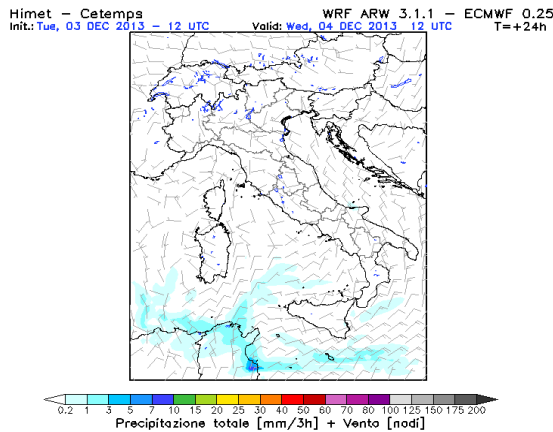 Himet – Cetemps WRF ARW 3.1.1 – ECMWF 0.25
Init.: Tue, 03 DEC 2013 – 12 UTC Valid: Wed, 04 DEC 2013 12 UTC T=+24h
0.2 1 3 5 7 10 15 20 25 30 40 50 60 70 80 100 125 150 175 200
Precipitazione totale [mm/3h] + Vento [nodi]